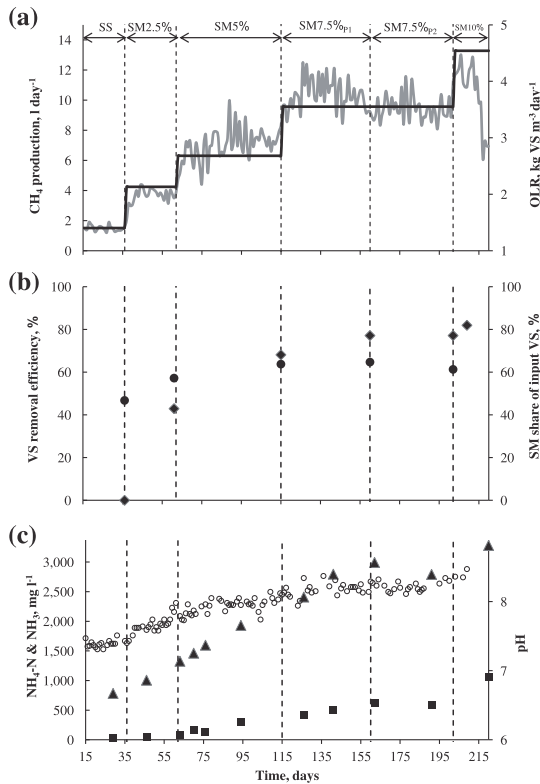 (a)
SS SM2.5% SM5% SM7.5%P1 SM7.5%P2 SM10%
14
12
10
8
6
4
2
0
CH4 production, l day-1
5
4
3
2
1
OLR, kg VS m-3 day-1
(b)
100
80
60
40
20
0
VS removal efficiency, %
100
80
60
40
20
0
SM share of input VS, %
(c)
3,000
2,500
2,000
1,500
1,000
500
0
NH4-N & NH3, mg l-1
8
7
6
pH
15 35 55 75 95 115 135 155 175 195 215
Time, days